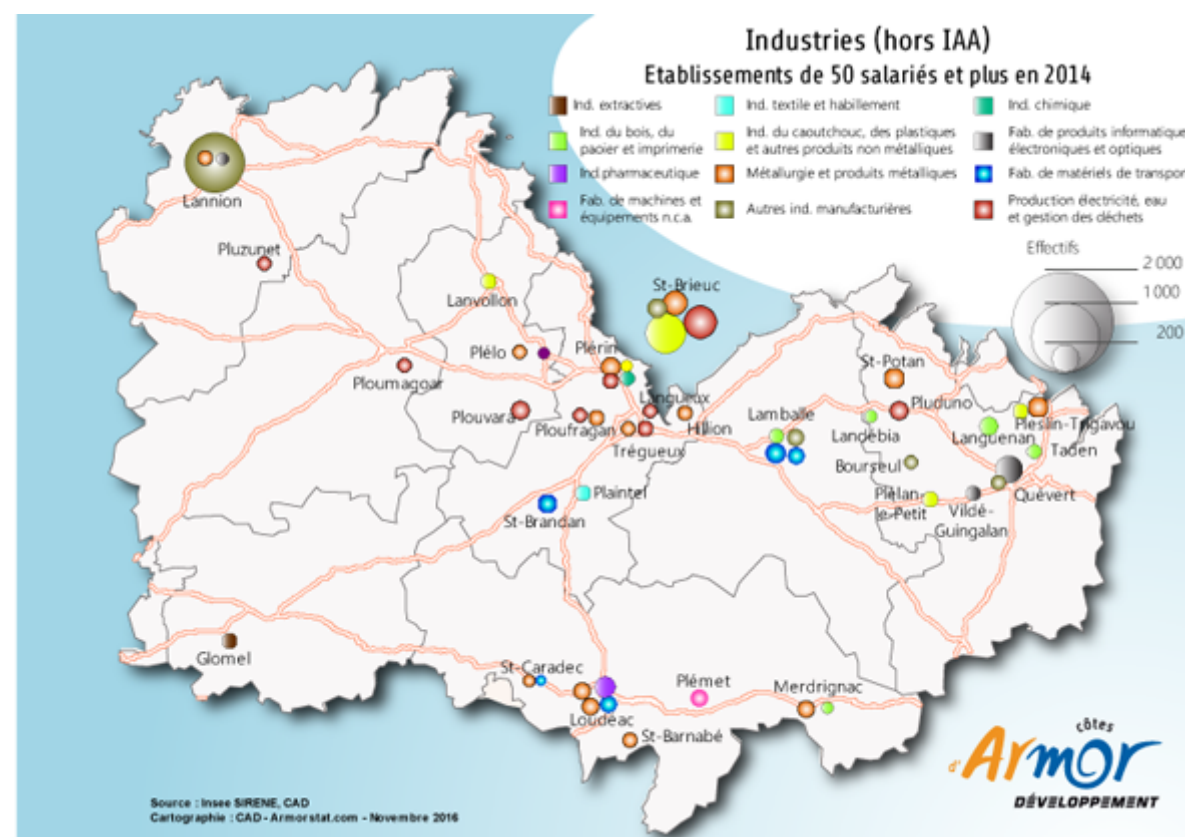 Industries (hors IAA)
Etablissements de 50 salariés et plus en 2014
Ind. extractives
Ind. textile et habillement
Ind. chimique
Ind. du bois, du
papier et imprimerie
Ind. du caoutchouc, des plastiques
et autres produits non métalliques
Fab. de produits informatique
électroniques et optiques
Ind.pharmaceutique
Métallurgie et produits métalliques
Fab. de matériels de transpor
Fab. de machines et
équipements n.c.a.
Autres ind. manufacturières
Production électricité, eau
et gestion des déchets
Effectifs
2 000
1 000
200
Lannion
Pluzunet
Lanvollon
St-Brieuc
Plélo
Plérin
Ploumagoar
St-Potan
Plouvara
Ploufragan
Langueux
Hillion
Trégueux
Lamballe
Landébia
Pluduno
Languenan
Pleslin-Trigavou
Taden
Bourseul
Plélan-
le-Petit
Vildé-
Guingalan
Quévert
Plaintel
St-Brandan
Glomel
St-Caradec
Loudéac
Plémet
Merdrignac
St-Barnabé
côtes
d'Armor
DÉVELOPPEMENT
Source : Insee SIRENE, CAD
Cartographie : CAD - Armorstat.com - Novembre 2016